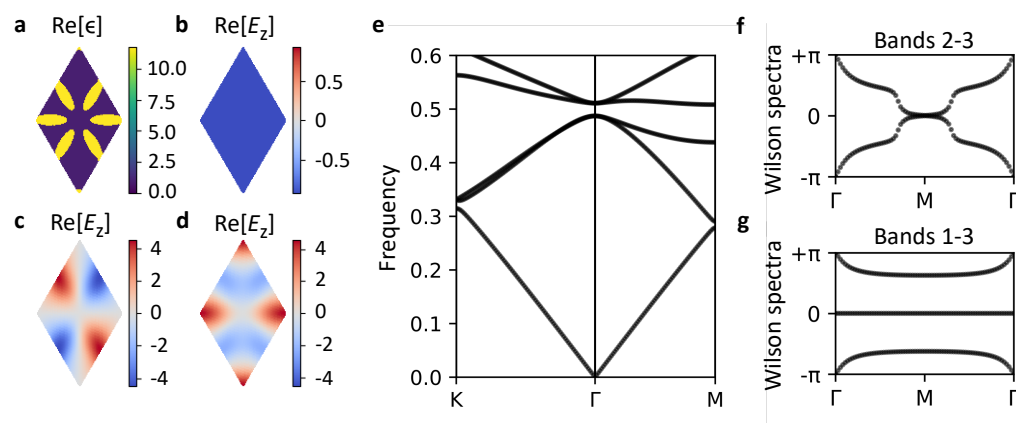 a Re[ϵ]
10.0
7.5
5.0
2.5
0.0
b Re[E_z]
0.5
0
-0.5
c Re[E_z]
4
2
0
-2
-4
d Re[E_z]
4
2
0
-2
-4
e
Frequency
0.6
0.5
0.4
0.3
0.2
0.1
0.0
K Γ M
f Bands 2-3
Wilson spectra
+π
0
-π
Γ M Γ
g Bands 1-3
Wilson spectra
+π
0
-π
Γ M Γ